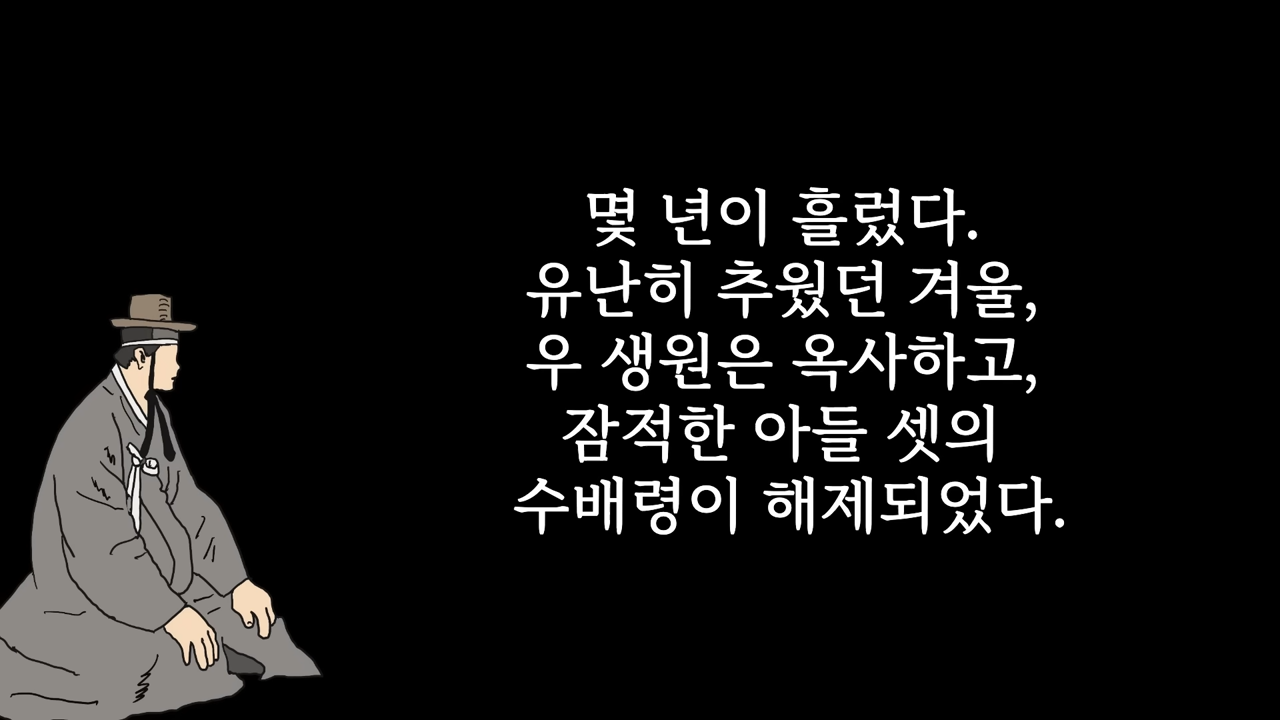 몇 년이 흘렀다.
유난히 추웠던 겨울,
우 생원은 옥사하고,
잠적한 아들 셋의
수배령이 해제되었다.